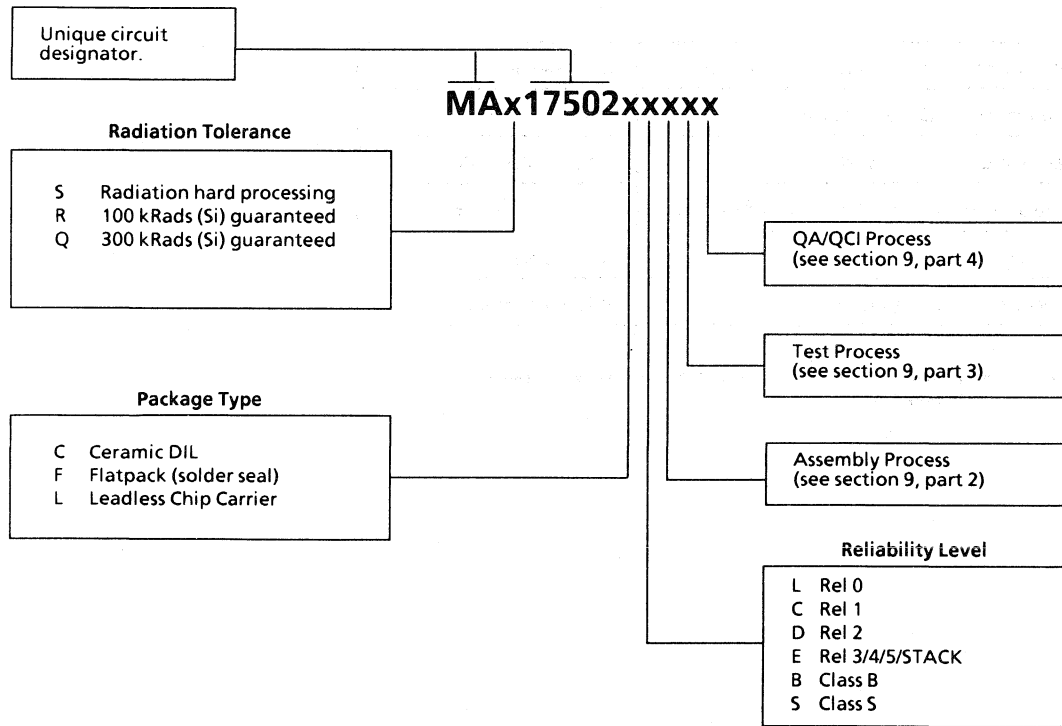 Unique circuit
designator.
MAx17502xxxxx
Radiation Tolerance
S Radiation hard processing
R 100 kRads (Si) guaranteed
Q 300 kRads (Si) guaranteed
QA/QCI Process
(see section 9, part 4)
Test Process
(see section 9, part 3)
Package Type
C Ceramic DIL
F Flatpack (solder seal)
L Leadless Chip Carrier
Assembly Process
(see section 9, part 2)
Reliability Level
L Rel 0
C Rel 1
D Rel 2
E Rel 3/4/5/STACK
B Class B
S Class S